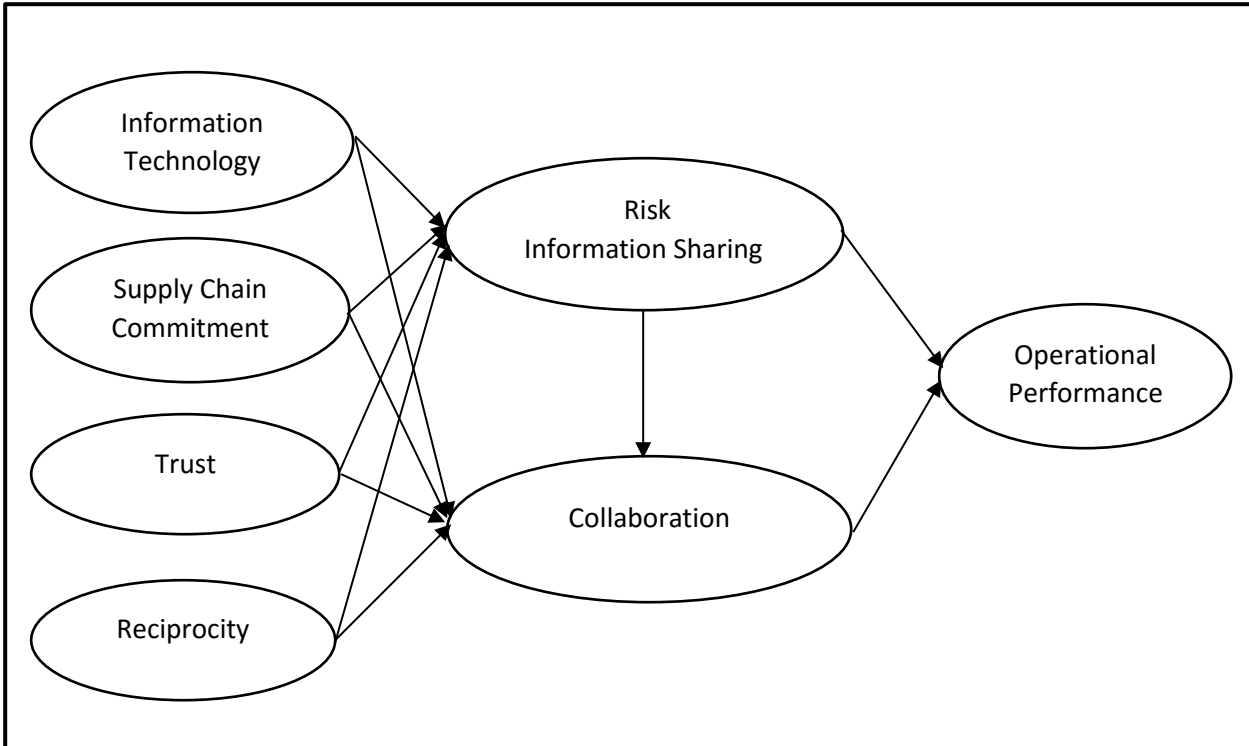 Information
Technology
Supply Chain
Commitment
Trust
Reciprocity
Risk
Information Sharing
Collaboration
Operational
Performance